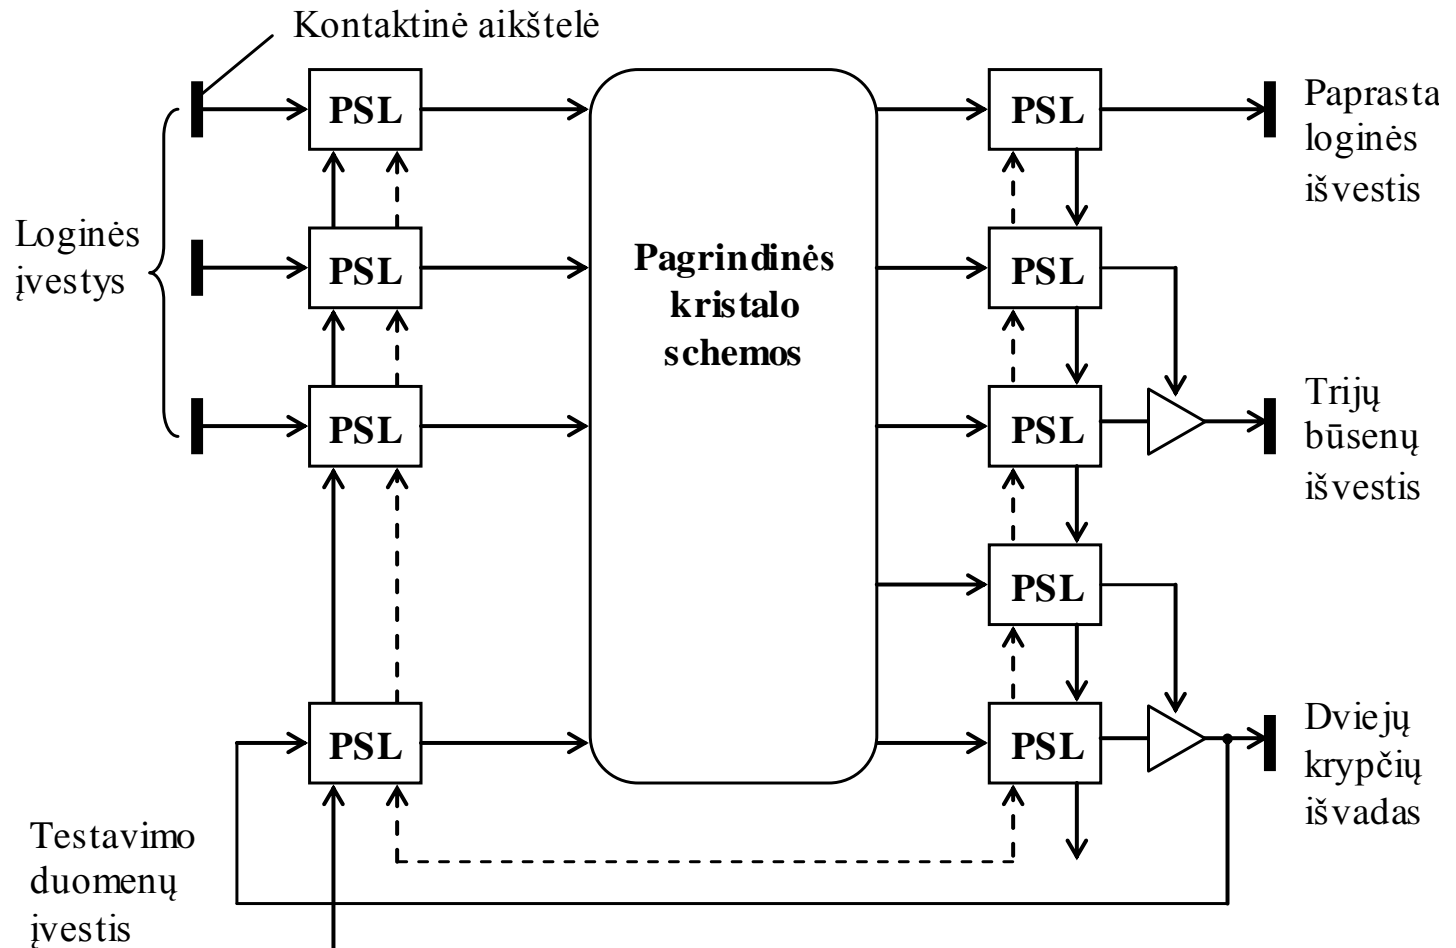 Kontaktinė aikštelė
PSL
PSL
Paprasta
loginės
išvestis
Loginės
įvestys
PSL
Pagrindinės
kristalo
schemos
PSL
PSL
PSL
Trijų
būsenų
išvestis
PSL
PSL
PSL
Dviejų
krypčių
išvadas
Testavimo
duomenų
įvestis